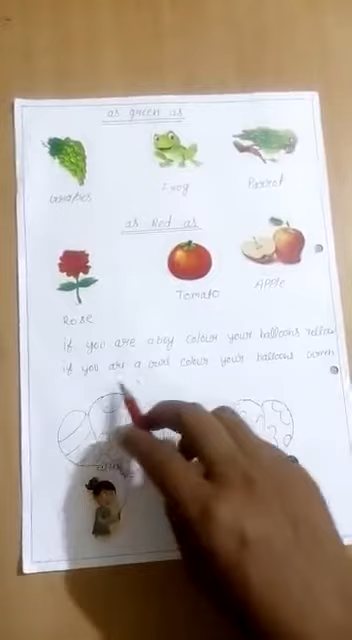 as green as
Grapes Frog Parrot
as Red as
Rose Tomato Apple
if you are a boy colour your balloons Yellow
if you are a colour your balloons